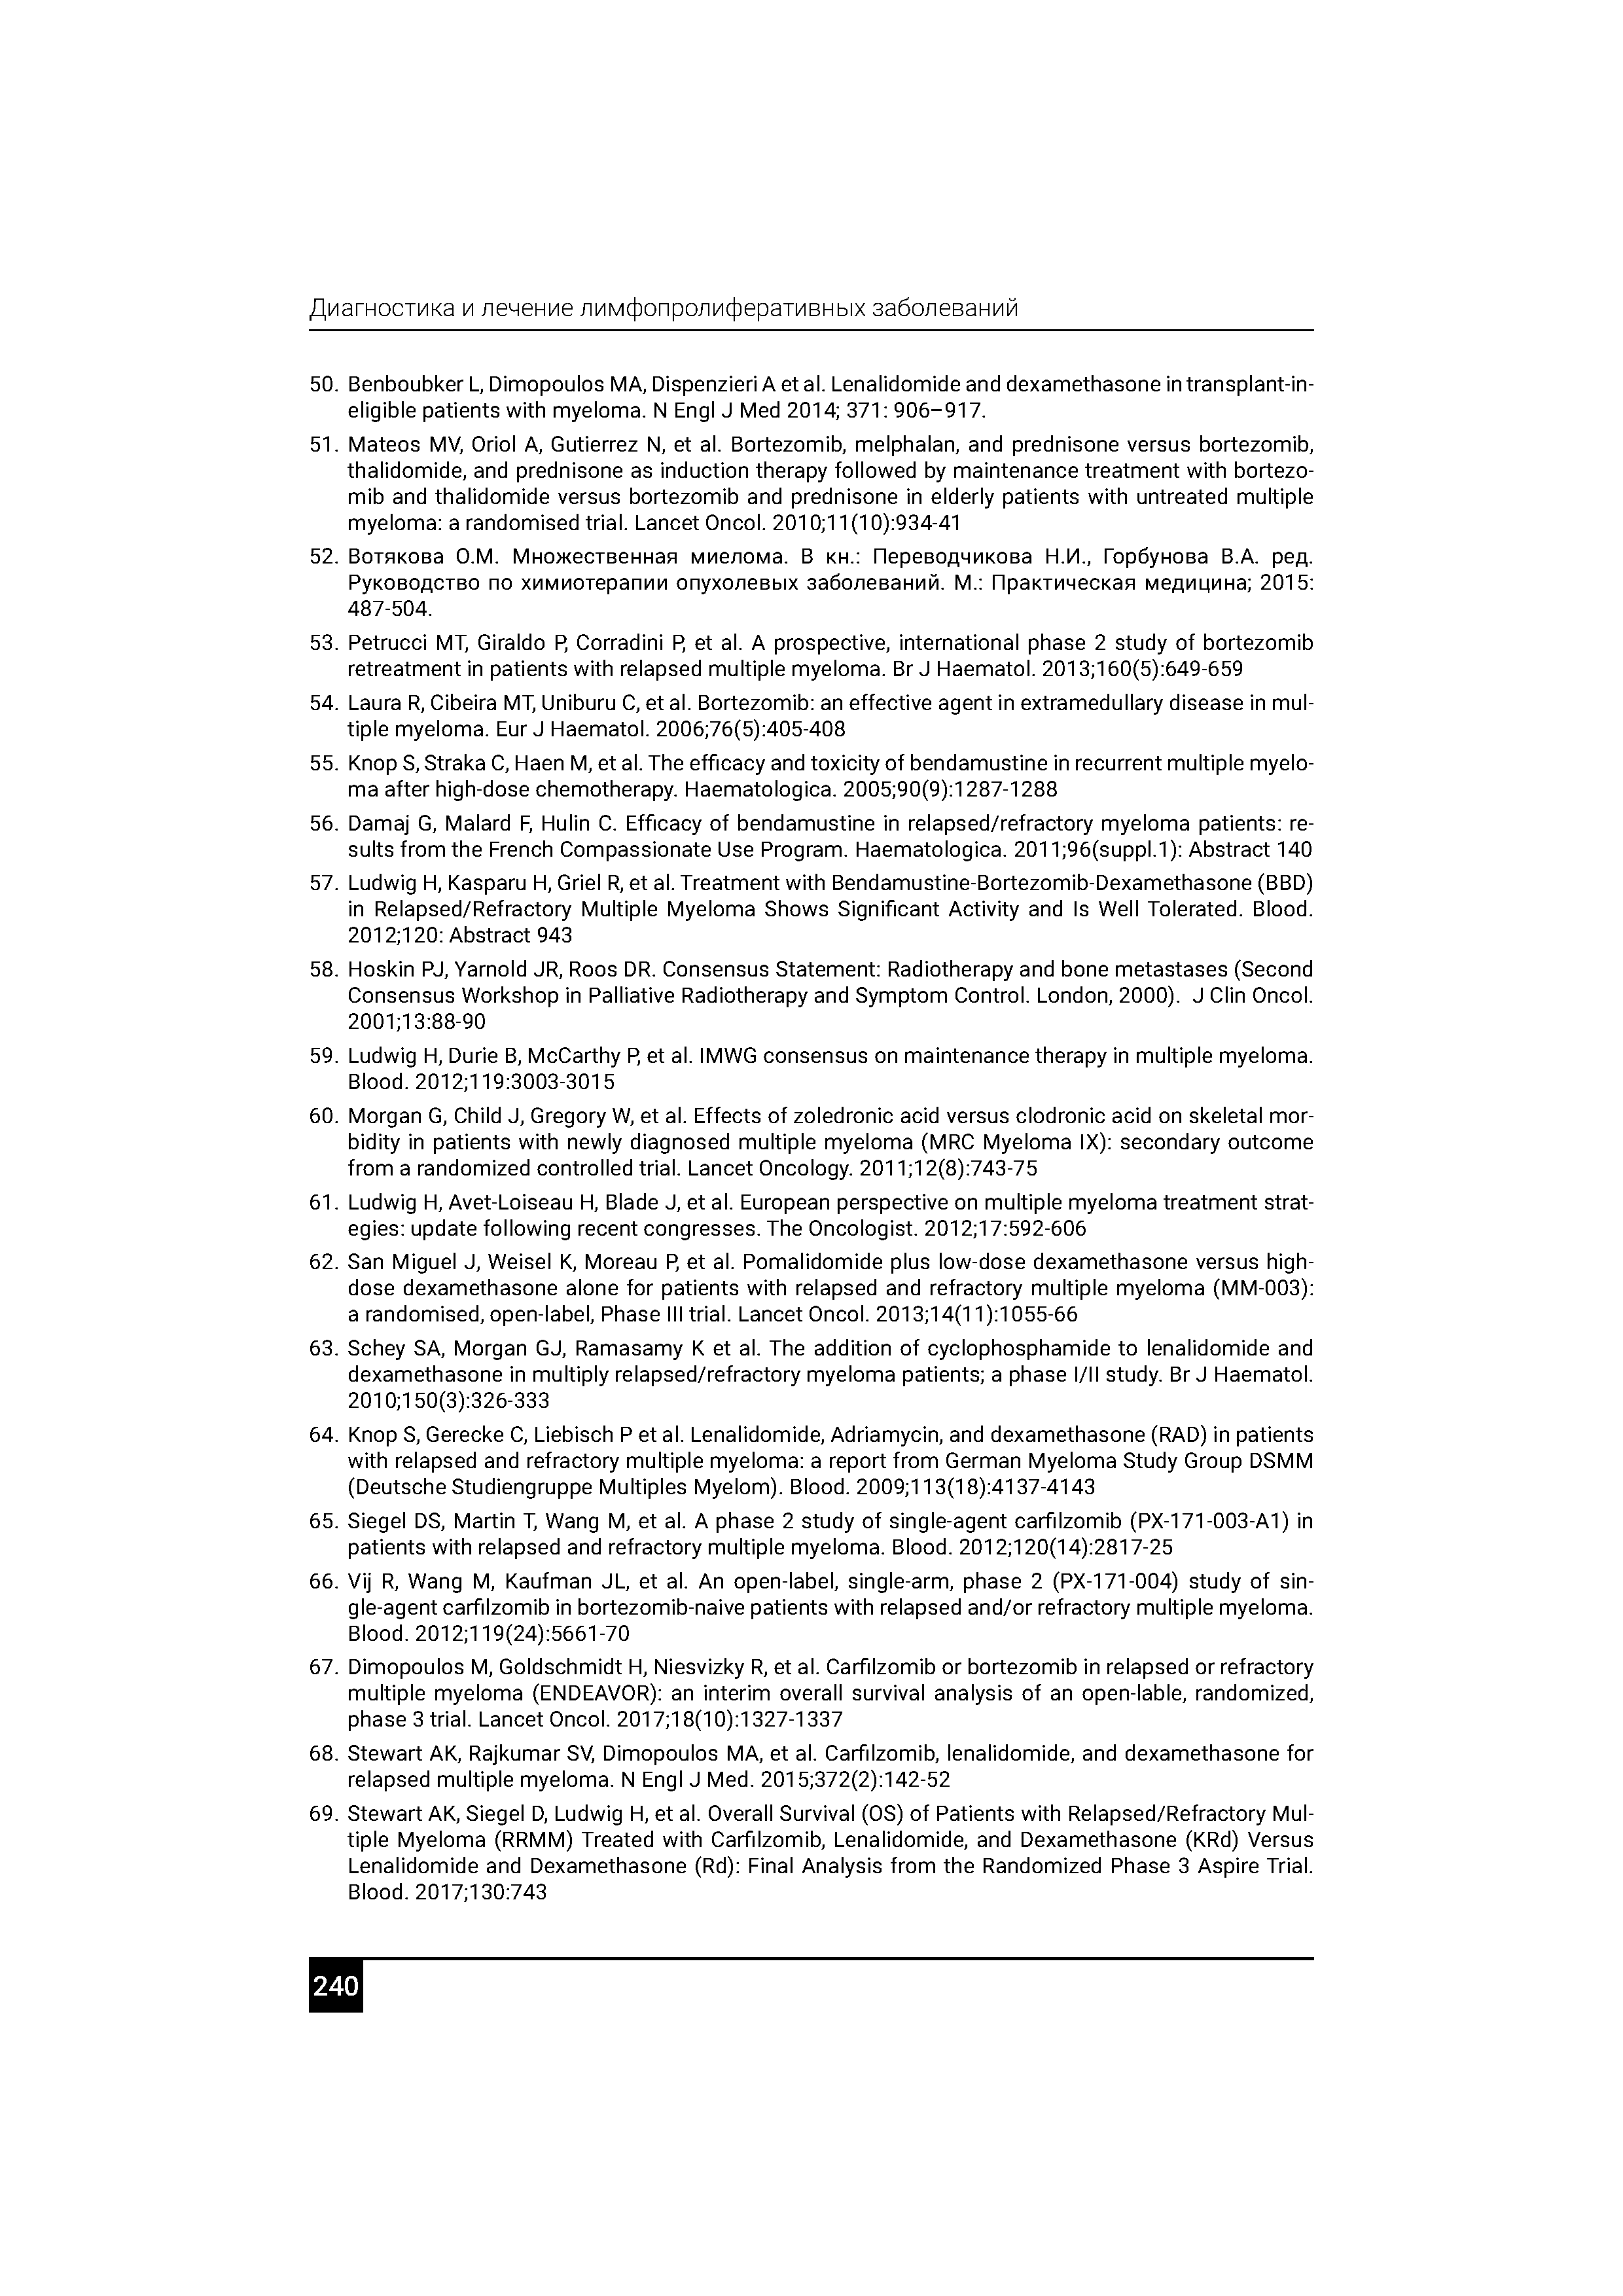 Диагностика и лечение лимфопролиферативных заболеваний
50. Benboubker L, Dimopoulos MA, Dispenzieri A et al. Lenalidomide and dexamethasone in transplant-in-
eligible patients with myeloma. N Engl J Med 2014; 371: 906–917.
51. Mateos MV, Oriol A, Gutierrez N, et al. Bortezomib, melphalan, and prednisone versus bortezomib,
thalidomide, and prednisone as induction therapy followed by maintenance treatment with bortezo-
mib and thalidomide versus bortezomib and prednisone in elderly patients with untreated multiple
myeloma: a randomised trial. Lancet Oncol. 2010;11(10):934-41
52. Вотякова О.М. Множественная миелома. В кн.: Переводчикова Н.И., Горбунова В.А. ред.
Руководство по химиотерапии опухолевых заболеваний. М.: Практическая медицина; 2015:
487-504.
53. Petrucci MT, Giraldo P, Corradini P, et al. A prospective, international phase 2 study of bortezomib
retreatment in patients with relapsed multiple myeloma. Br J Haematol. 2013;160(5):649-659
54. Laura R, Cibeira MT, Uniburu C, et al. Bortezomib: an effective agent in extramedullary disease in mul-
tiple myeloma. Eur J Haematol. 2006;76(5):405-408
55. Knop S, Straka C, Haen M, et al. The efficacy and toxicity of bendamustine in recurrent multiple myelo-
ma after high-dose chemotherapy. Haematologica. 2005;90(9):1287-1288
56. Damaj G, Malard F, Hulin C. Efficacy of bendamustine in relapsed/refractory myeloma patients: re-
sults from the French Compassionate Use Program. Haematologica. 2011;96(suppl.1): Abstract 140
57. Ludwig H, Kasparu H, Griel R, et al. Treatment with Bendamustine-Bortezomib-Dexamethasone (BBD)
in Relapsed/Refractory Multiple Myeloma Shows Significant Activity and Is Well Tolerated. Blood.
2012;120: Abstract 943
58. Hoskin PJ, Yarnold JR, Roos DR. Consensus Statement: Radiotherapy and bone metastases (Second
Consensus Workshop in Palliative Radiotherapy and Symptom Control. London, 2000). J Clin Oncol.
2001;13:88-90
59. Ludwig H, Durie B, McCarthy P, et al. IMWG consensus on maintenance therapy in multiple myeloma.
Blood. 2012;119:3003-3015
60. Morgan G, Child J, Gregory W, et al. Effects of zoledronic acid versus clodronic acid on skeletal mor-
bidity in patients with newly diagnosed multiple myeloma (MRC Myeloma IX): secondary outcome
from a randomized controlled trial. Lancet Oncology. 2011;12(8):743-75
61. Ludwig H, Avet-Loiseau H, Blade J, et al. European perspective on multiple myeloma treatment strat-
egies: update following recent congresses. The Oncologist. 2012;17:592-606
62. San Miguel J, Weisel K, Moreau P, et al. Pomalidomide plus low-dose dexamethasone versus high-
dose dexamethasone alone for patients with relapsed and refractory multiple myeloma (MM-003):
a randomised, open-label, Phase III trial. Lancet Oncol. 2013;14(11):1055-66
63. Schey SA, Morgan GJ, Ramasamy K et al. The addition of cyclophosphamide to lenalidomide and
dexamethasone in multiply relapsed/refractory myeloma patients; a phase I/II study. Br J Haematol.
2010;150(3):326-333
64. Knop S, Gerecke C, Liebisch P et al. Lenalidomide, Adriamycin, and dexamethasone (RAD) in patients
with relapsed and refractory multiple myeloma: a report from German Myeloma Study Group DSMM
(Deutsche Studiengruppe Multiples Myelom). Blood. 2009;113(18):4137-4143
65. Siegel DS, Martin T, Wang M, et al. A phase 2 study of single-agent carfilzomib (PX-171-003-A1) in
patients with relapsed and refractory multiple myeloma. Blood. 2012;120(14):2817-25
66. Vij R, Wang M, Kaufman JL, et al. An open-label, single-arm, phase 2 (PX-171-004) study of sin-
gle-agent carfilzomib in bortezomib-naive patients with relapsed and/or refractory multiple myeloma.
Blood. 2012;119(24):5661-70
67. Dimopoulos M, Goldschmidt H, Niesvizky R, et al. Carfilzomib or bortezomib in relapsed or refractory
multiple myeloma (ENDEAVOR): an interim overall survival analysis of an open-lable, randomized,
phase 3 trial. Lancet Oncol. 2017;18(10):1327-1337
68. Stewart AK, Rajkumar SV, Dimopoulos MA, et al. Carfilzomib, lenalidomide, and dexamethasone for
relapsed multiple myeloma. N Engl J Med. 2015;372(2):142-52
69. Stewart AK, Siegel D, Ludwig H, et al. Overall Survival (OS) of Patients with Relapsed/Refractory Mul-
tiple Myeloma (RRMM) Treated with Carfilzomib, Lenalidomide, and Dexamethasone (KRd) Versus
Lenalidomide and Dexamethasone (Rd): Final Analysis from the Randomized Phase 3 Aspire Trial.
Blood. 2017;130:743
240